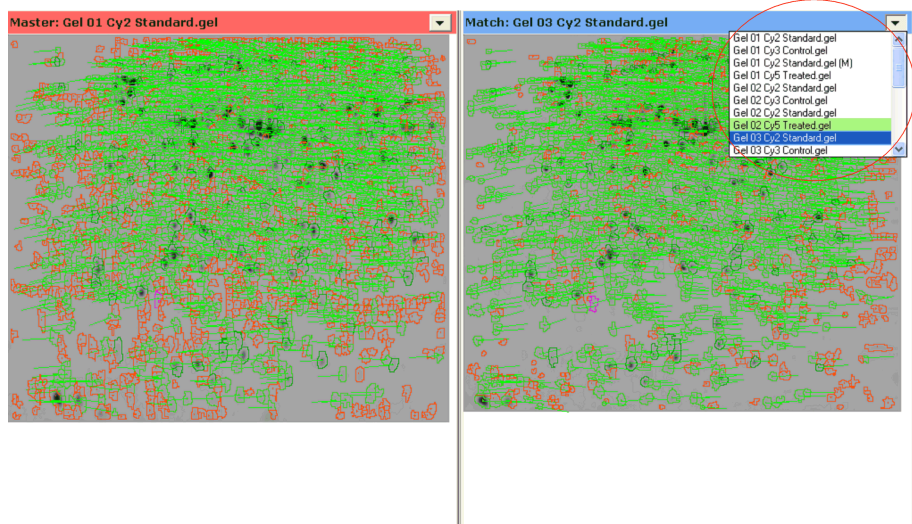 Master: Gel 01 Cy2 Standard.gel
Match: Gel 03 Cy2 Standard.gel
Gel 01 Cy2 Standard.gel
Gel 01 Cy3 Control.gel
Gel 01 Cy2 Standard.gel (M)
Gel 01 Cy5 Treated.gel
Gel 02 Cy2 Standard.gel
Gel 02 Cy3 Control.gel
Gel 02 Cy2 Standard.gel
Gel 02 Cy5 Treated.gel
Gel 03 Cy2 Standard.gel
Gel 03 Cy3 Control.gel